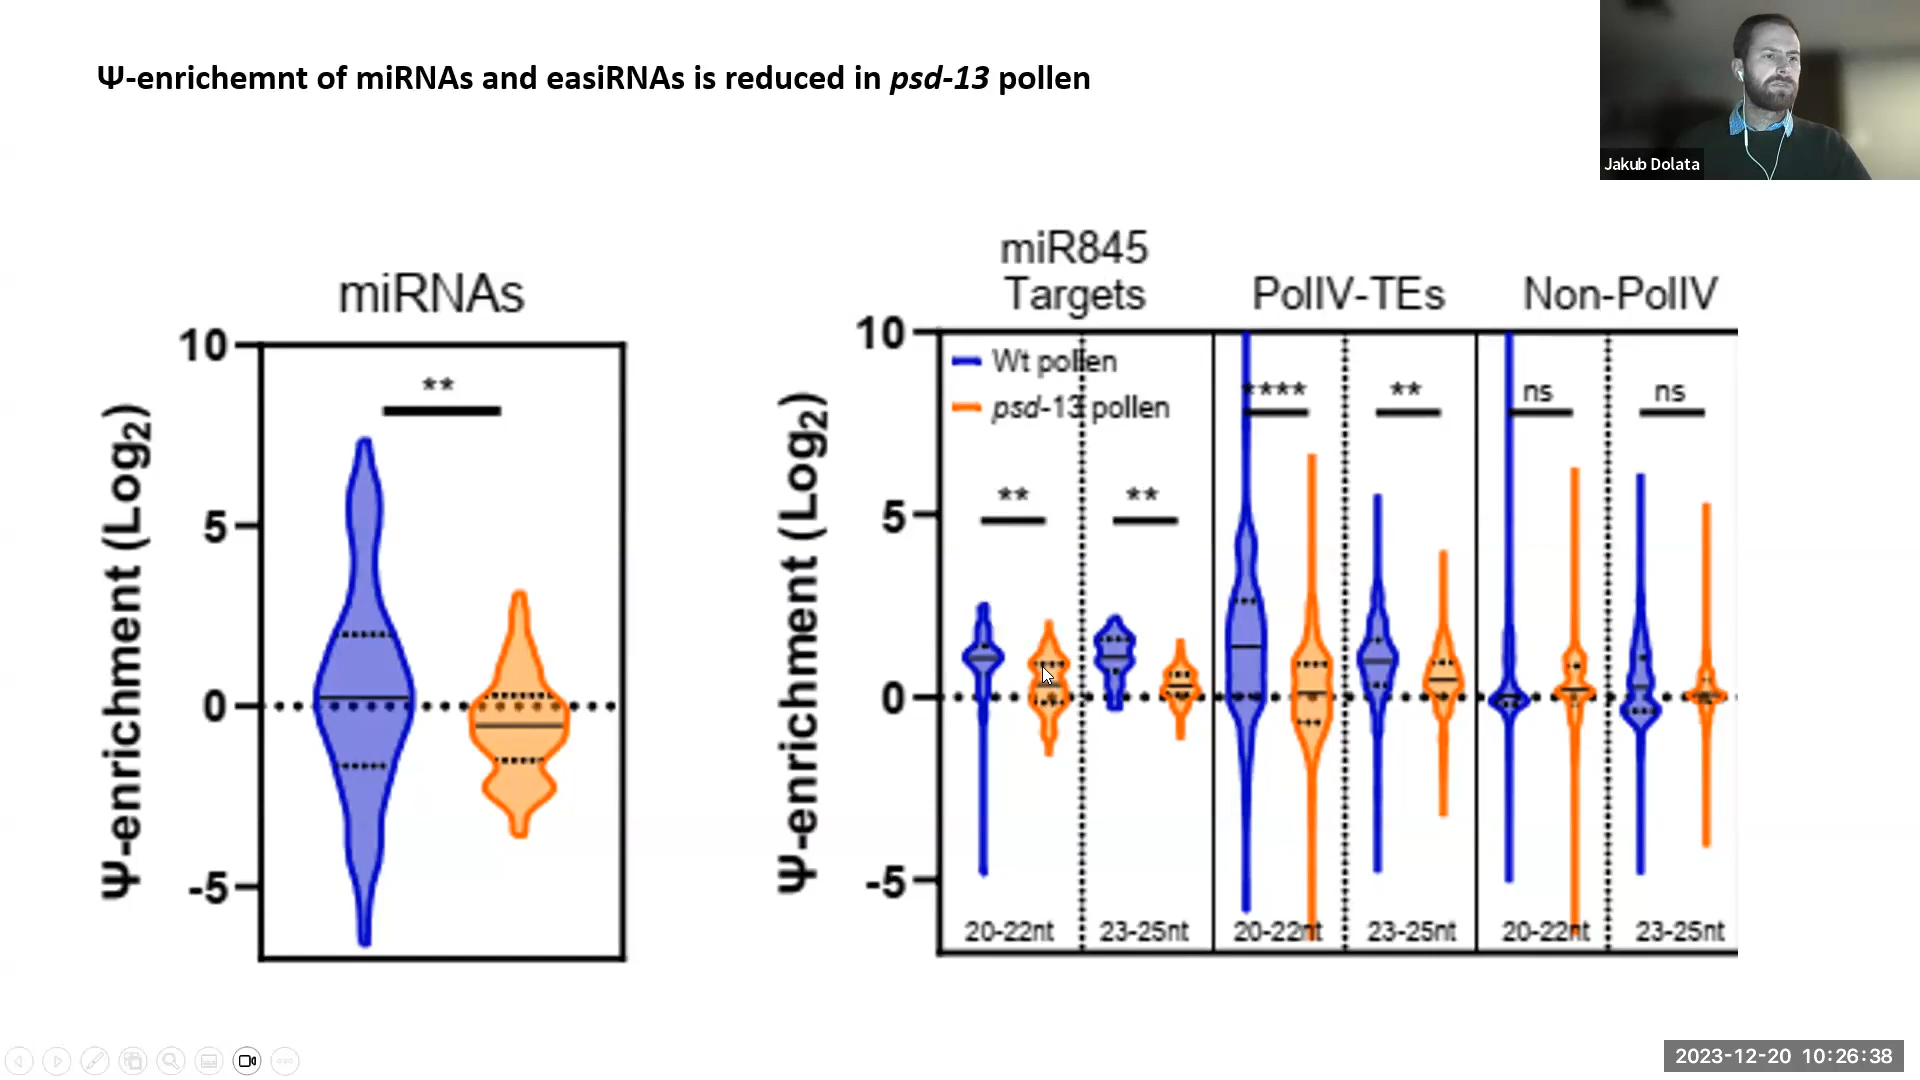 Ψ-enrichemnt of miRNAs and easiRNAs is reduced in psd-13 pollen
Jakub Dolata
miRNAs
10
5
0
-5
Ψ-enrichment (Log2)
**
miR845
Targets
PolIV-TEs
Non-PolIV
10
5
0
-5
Ψ-enrichment (Log2)
Wt pollen
psd-13 pollen
**
**
****
**
ns
ns
20-22nt
23-25nt
20-22nt
23-25nt
20-22nt
23-25nt
2023-12-20 10:26:38